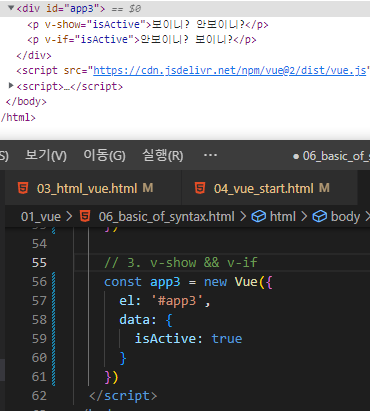 ▼<div id="app3"> == $0
<p v-show="isActive">보이니? 안보이니?</p>
<p v-if="isActive">안보이니? 보이니?</p>
</div>
<script src="https://cdn.jsdelivr.net/npm/vue@2/dist/vue.js"
▶<script>…</script>
</body>
/html>
S) 보기(V) 이동(G) 실행(R) ··· ● 06_basic_of_s
03_html_vue.html M 04_vue_start.html M
01_vue > 06_basic_of_syntax.html > html > body
53 })
54
55 // 3. v-show && v-if
56 const app3 = new Vue({
57 el: '#app3',
58 data: {
59 isActive: true
60 }
61 })
62 </script>